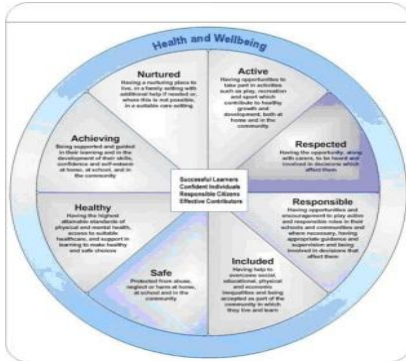 Health and Wellbeing
Nurtured
Having a nurturing place to
live, in a family setting with
additional help if needed or,
where this is not possible,
in a suitable care setting
Active
Having opportunities to
take part in activities
such as play, recreation
and sport which
contribute to healthy
growth and
development, both at
home and in the
community
Respected
Having the opportunity, along
with carers, to be heard and
involved in decisions which
affect them
Responsible
Having opportunities and
encouragement to play active
and responsible roles in their
schools and communities and
where necessary, having
appropriate guidance and
supervision and being
involved in decisions that
affect them
Included
Having help to
overcome social,
educational, physical
and economic
inequalities and being
accepted as part of the
community in which
they live and learn
Safe
Protected from abuse,
neglect or harm at home,
at school and in the
community
Healthy
Having the highest
attainable standards of
physical and mental health,
access to suitable
healthcare, and support in
learning to make healthy
and safe choices
Achieving
Being supported and guided
in their learning and in the
development of their skills,
confidence and self-esteem
at home, at school, and in
the community
Successful Learners
Confident Individuals
Responsible Citizens
Effective Contributors